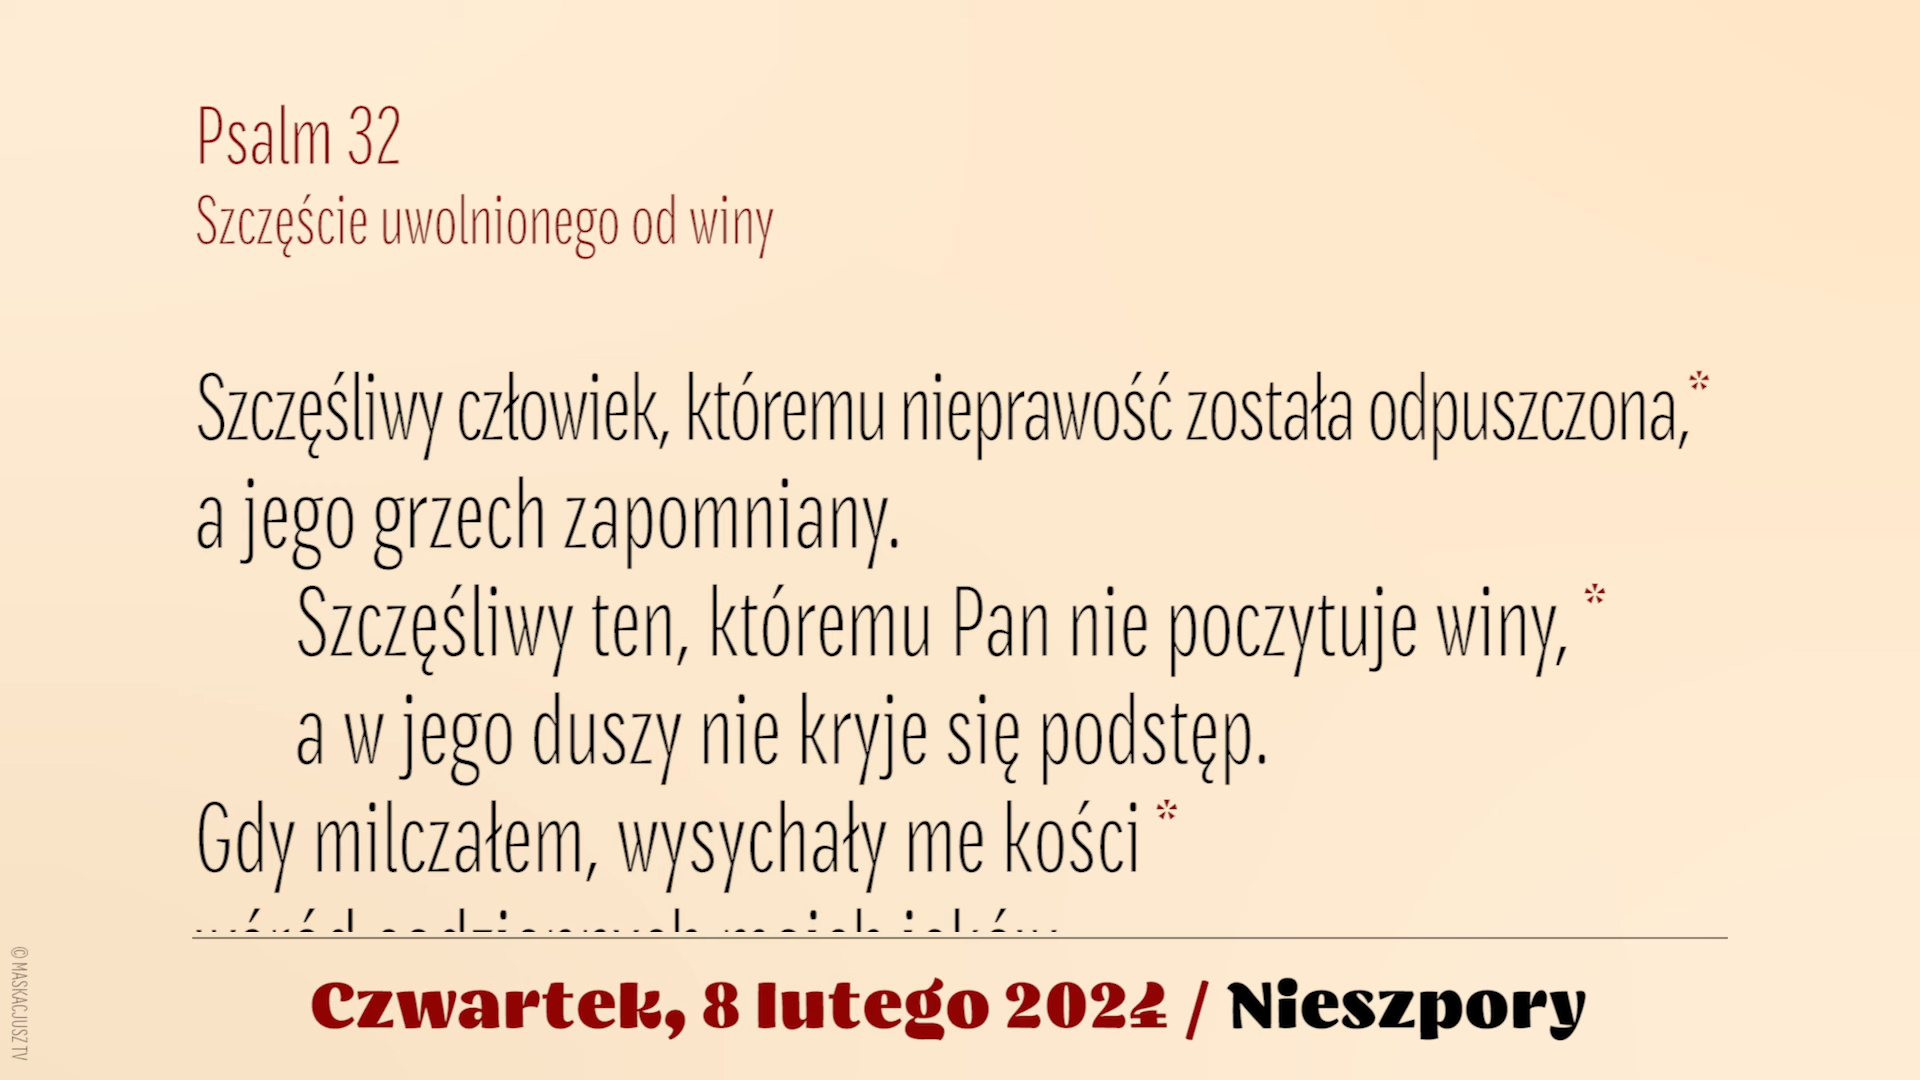 Psalm 32
Szczęście uwolnionego od winy
Szczęśliwy człowiek, któremu nieprawość została odpuszczona,*
a jego grzech zapomniany.
Szczęśliwy ten, któremu Pan nie poczytuje winy, *
a w jego duszy nie kryje się podstęp.
Gdy milczałem, wysychały me kości *
Czwartek, 8 lutego 2024 / Nieszpory
© MASKACJUSZ TV